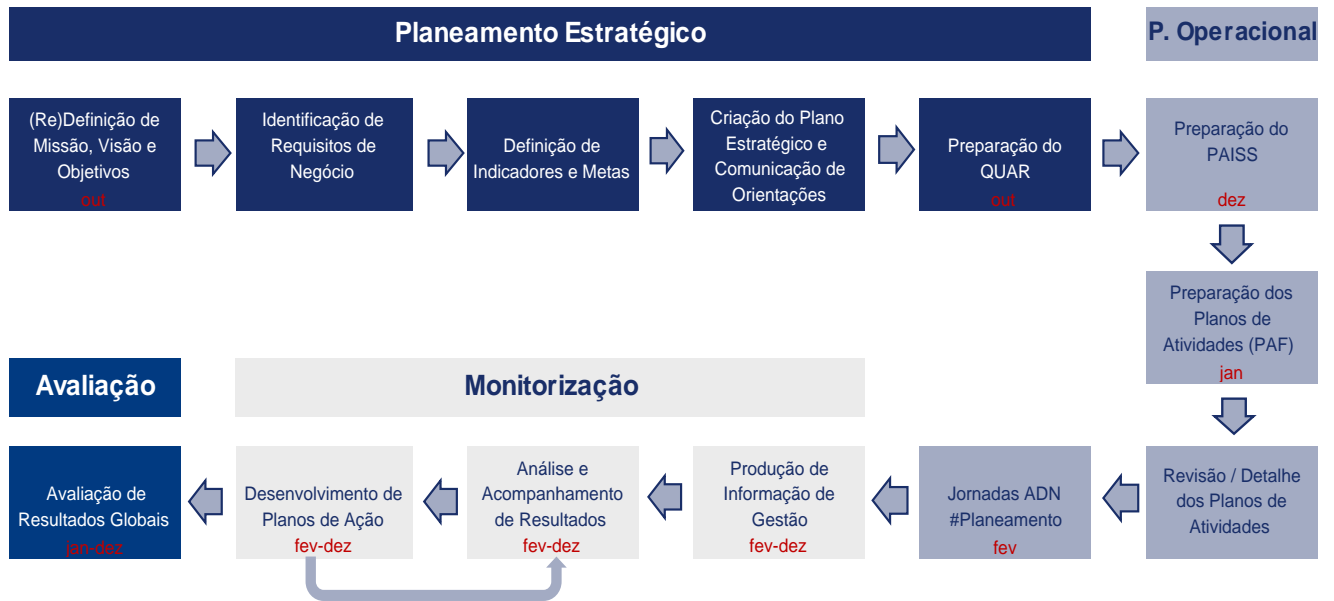 Planeamento Estratégico
P. Operacional
(Re)Definição de
Missão, Visão e
Objetivos
out
Identificação de
Requisitos de
Negócio
Definição de
Indicadores e Metas
Criação do Plano
Estratégico e
Comunicação de
Orientações
Preparação do
QUAR
out
Preparação do
PAISS
dez
Preparação dos
Planos de
Atividades (PAF)
jan
Avaliação
Monitorização
Avaliação de
Resultados Globais
jan-dez
Desenvolvimento de
Planos de Ação
fev-dez
Análise e
Acompanhamento
de Resultados
fev-dez
Produção de
Informação de
Gestão
fev-dez
Jornadas ADN
#Planeamento
fev
Revisão / Detalhe
dos Planos de
Atividades